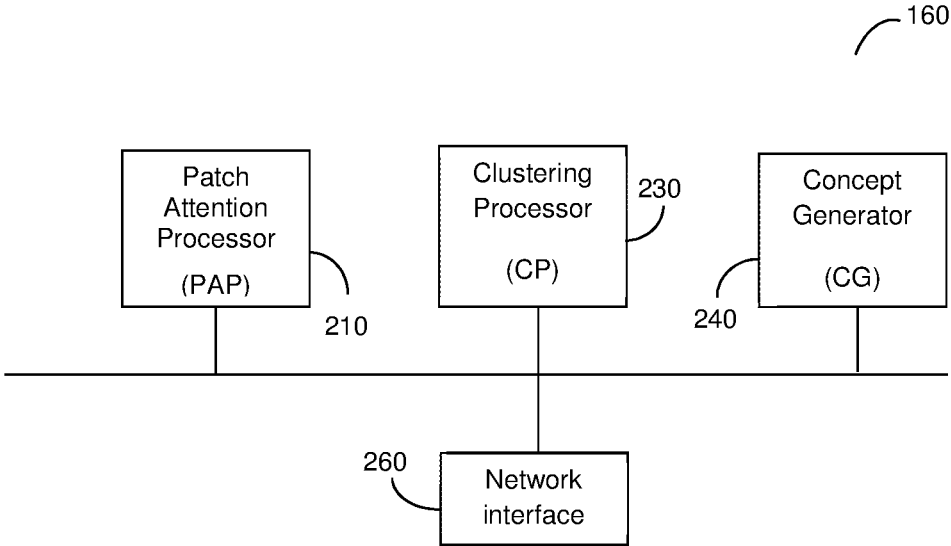 160
Patch
Attention
Processor
(PAP)
210
Clustering
Processor
(CP)
230
Concept
Generator
(CG)
240
260
Network
interface